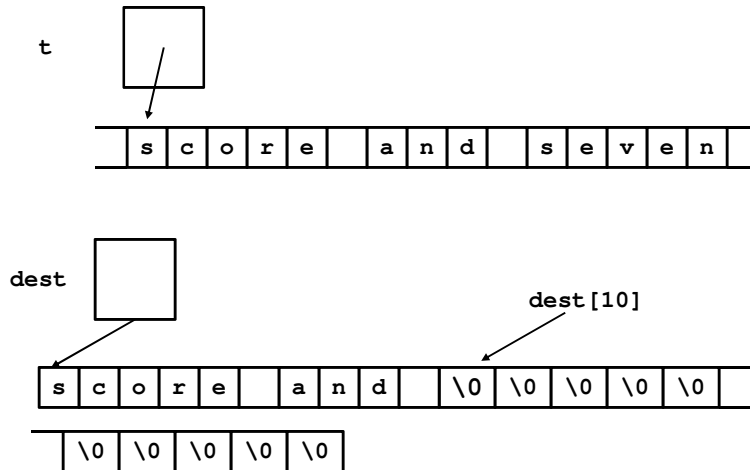 t
s c o r e a n d s e v e n
dest
dest[10]
s c o r e a n d \0 \0 \0 \0 \0
\0 \0 \0 \0 \0